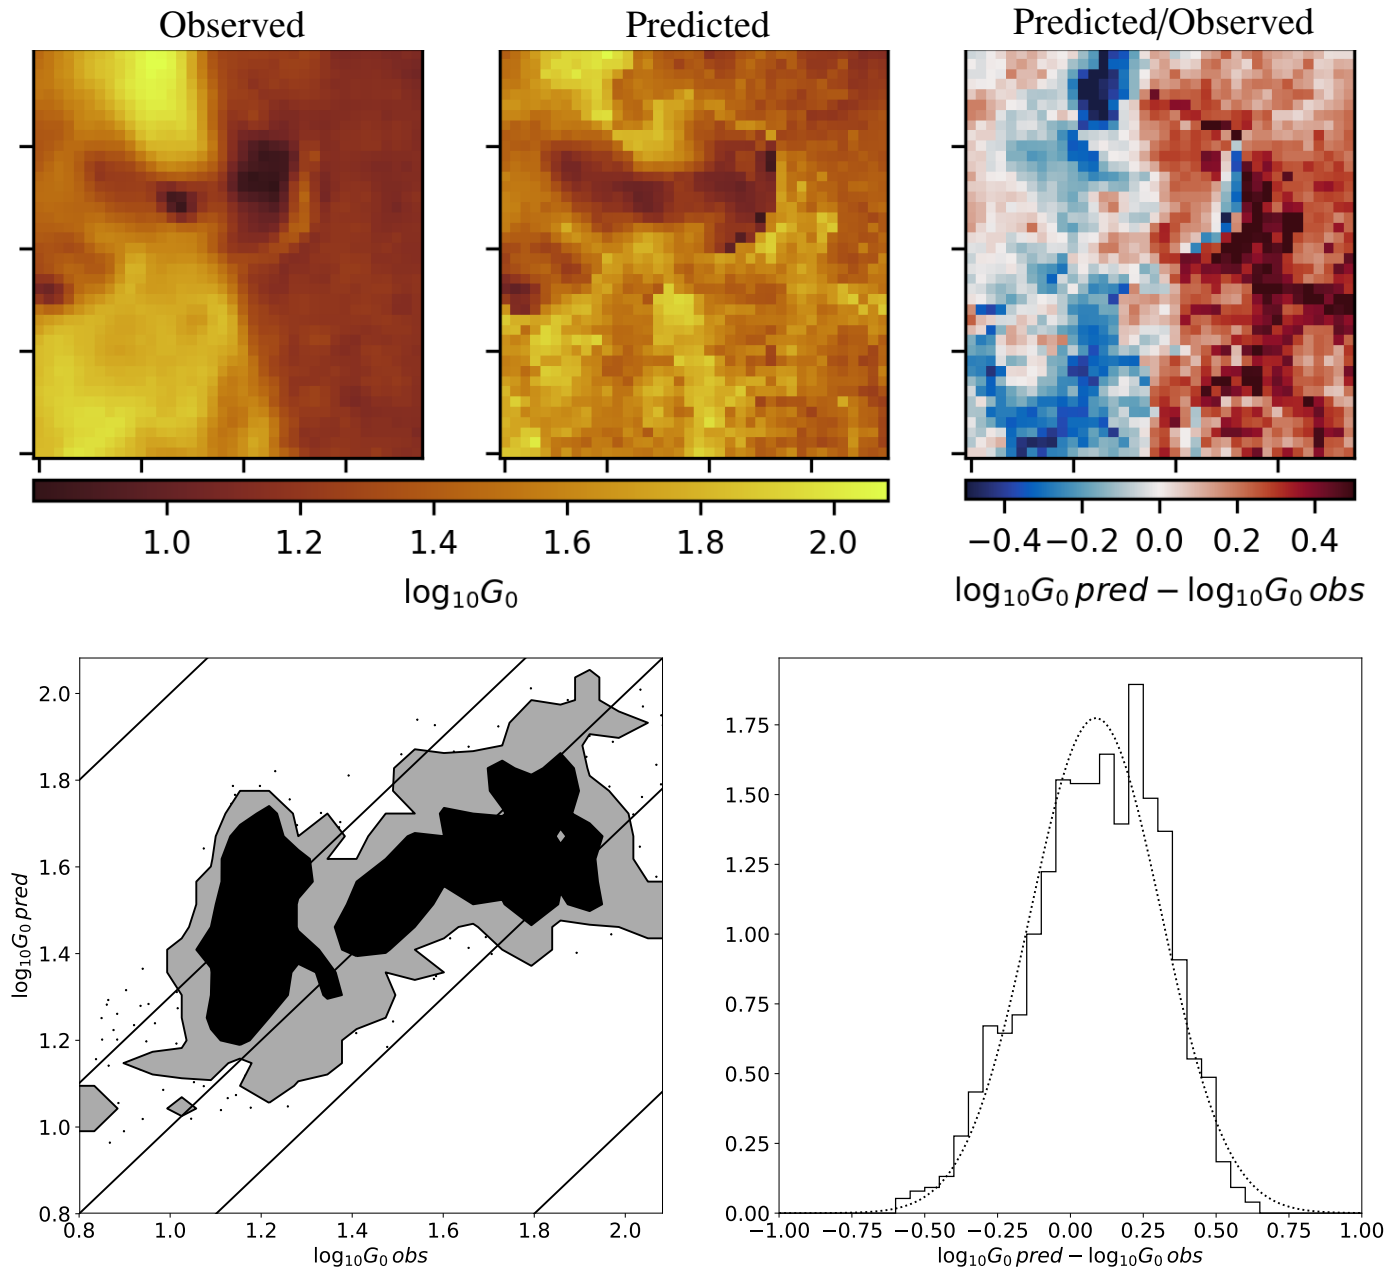 Observed Predicted Predicted/Observed
1.0 1.2 1.4 1.6 1.8 2.0
log₁₀G₀
−0.4 −0.2 0.0 0.2 0.4
log₁₀G₀ pred − log₁₀G₀ obs
2.0
1.8
1.6
1.4
1.2
1.0
0.8
log₁₀G₀ pred
0.8 1.0 1.2 1.4 1.6 1.8 2.0
log₁₀G₀ obs
1.75
1.50
1.25
1.00
0.75
0.50
0.25
0.00
−1.00 −0.75 −0.50 −0.25 0.00 0.25 0.50 0.75 1.00
log₁₀G₀ pred − log₁₀G₀ obs